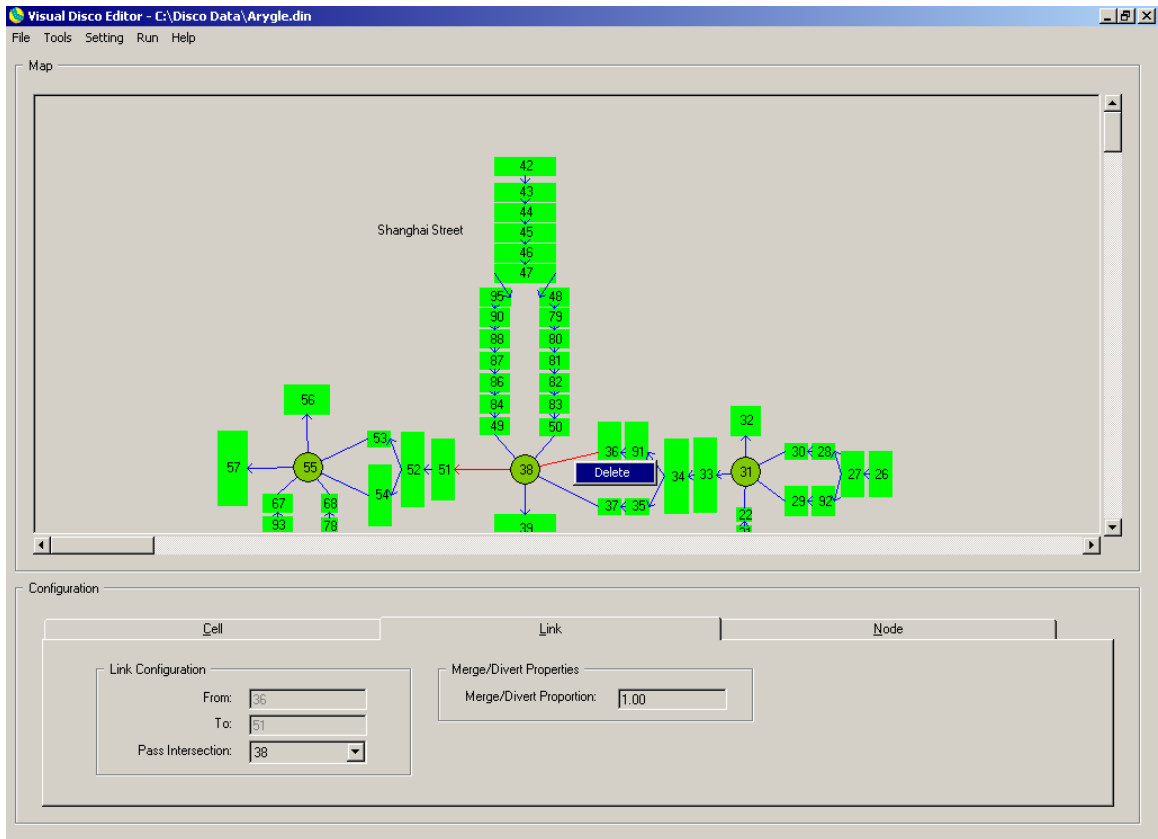 Visual Disco Editor - C:\Disco Data\Arygle.din
File Tools Setting Run Help
Map
42
43
44
Shanghai Street 45
46
47
95 48
90 79
88 80
87 81
86 82
56
84 83
32
49 50
53 36 91 30 28
57 55 52 51 38 Delete 34 33 31 27 26
54
67 68 37 35 29 92
93 78 39 22
21
Configuration
Cell Link Node
Link Configuration Merge/Divert Properties
From: 36 Merge/Divert Proportion: 1.00
To: 51
Pass Intersection: 38